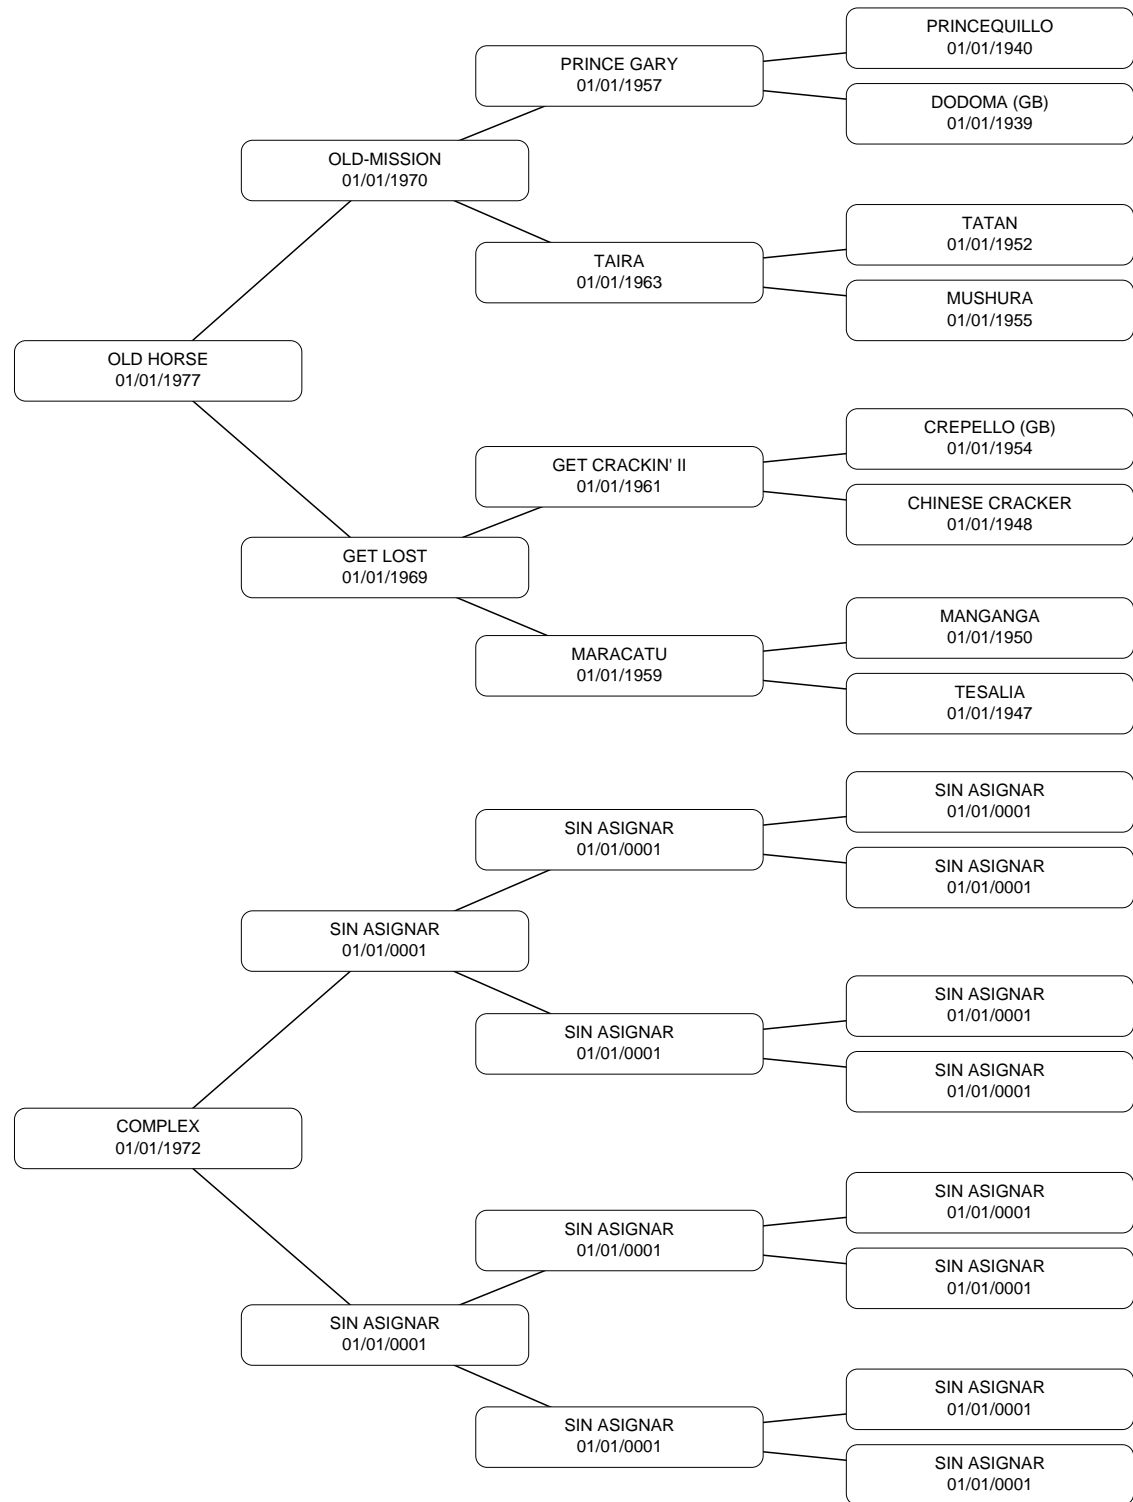 PRINCEQUILLO
01/01/1940
PRINCE GARY
01/01/1957
DODOMA (GB)
01/01/1939
OLD-MISSION
01/01/1970
TATAN
01/01/1952
TAIRA
01/01/1963
MUSHURA
01/01/1955
OLD HORSE
01/01/1977
CREPELLO (GB)
01/01/1954
GET CRACKIN' II
01/01/1961
CHINESE CRACKER
01/01/1948
GET LOST
01/01/1969
MANGANGA
01/01/1950
MARACATU
01/01/1959
TESALIA
01/01/1947
SIN ASIGNAR
01/01/0001
SIN ASIGNAR
01/01/0001
SIN ASIGNAR
01/01/0001
SIN ASIGNAR
01/01/0001
SIN ASIGNAR
01/01/0001
SIN ASIGNAR
01/01/0001
SIN ASIGNAR
01/01/0001
COMPLEX
01/01/1972
SIN ASIGNAR
01/01/0001
SIN ASIGNAR
01/01/0001
SIN ASIGNAR
01/01/0001
SIN ASIGNAR
01/01/0001
SIN ASIGNAR
01/01/0001
SIN ASIGNAR
01/01/0001
SIN ASIGNAR
01/01/0001